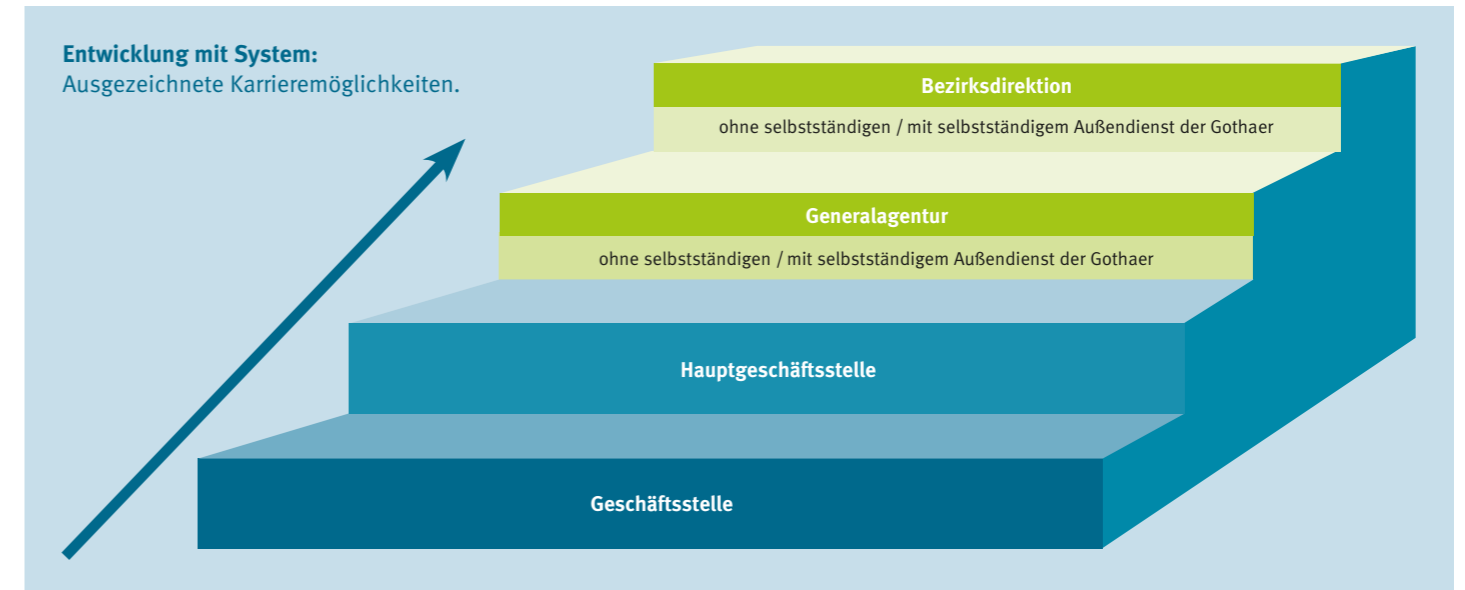 Entwicklung mit System:
Ausgezeichnete Karrieremöglichkeiten.
Bezirksdirektion
ohne selbstständigen / mit selbstständigem Außendienst der Gothaer
Generalagentur
ohne selbstständigen / mit selbstständigem Außendienst der Gothaer
Hauptgeschäftsstelle
Geschäftsstelle